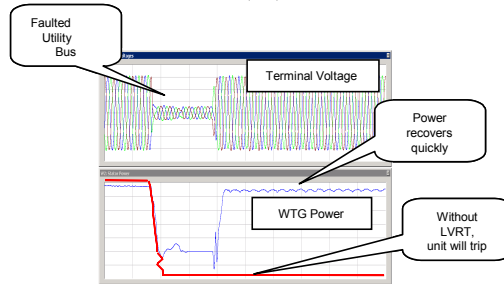 Faulted
Utility
Bus
Terminal Voltage
Power
recovers
quickly
WTG Power
Without
LVRT,
unit will trip